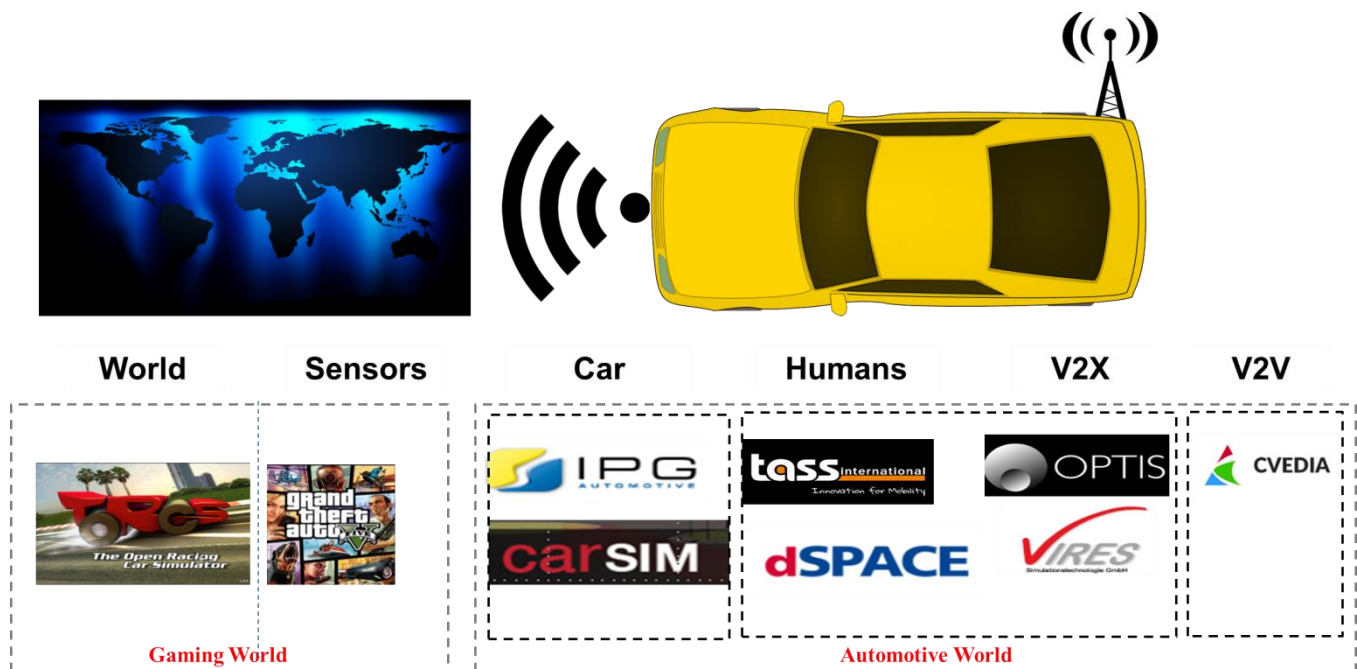 World
Sensors
Car
Humans
V2X
V2V
TORCS
The Open Racing
Car Simulator
grand
theft
auto
V
FIVE
IPG
AUTOMOTIVE
carSIM
tass international
Innovation for Mobility
dSPACE
OPTIS
VIRES
Simulationstechnologie GmbH
CVEDIA
Gaming World
Automotive World